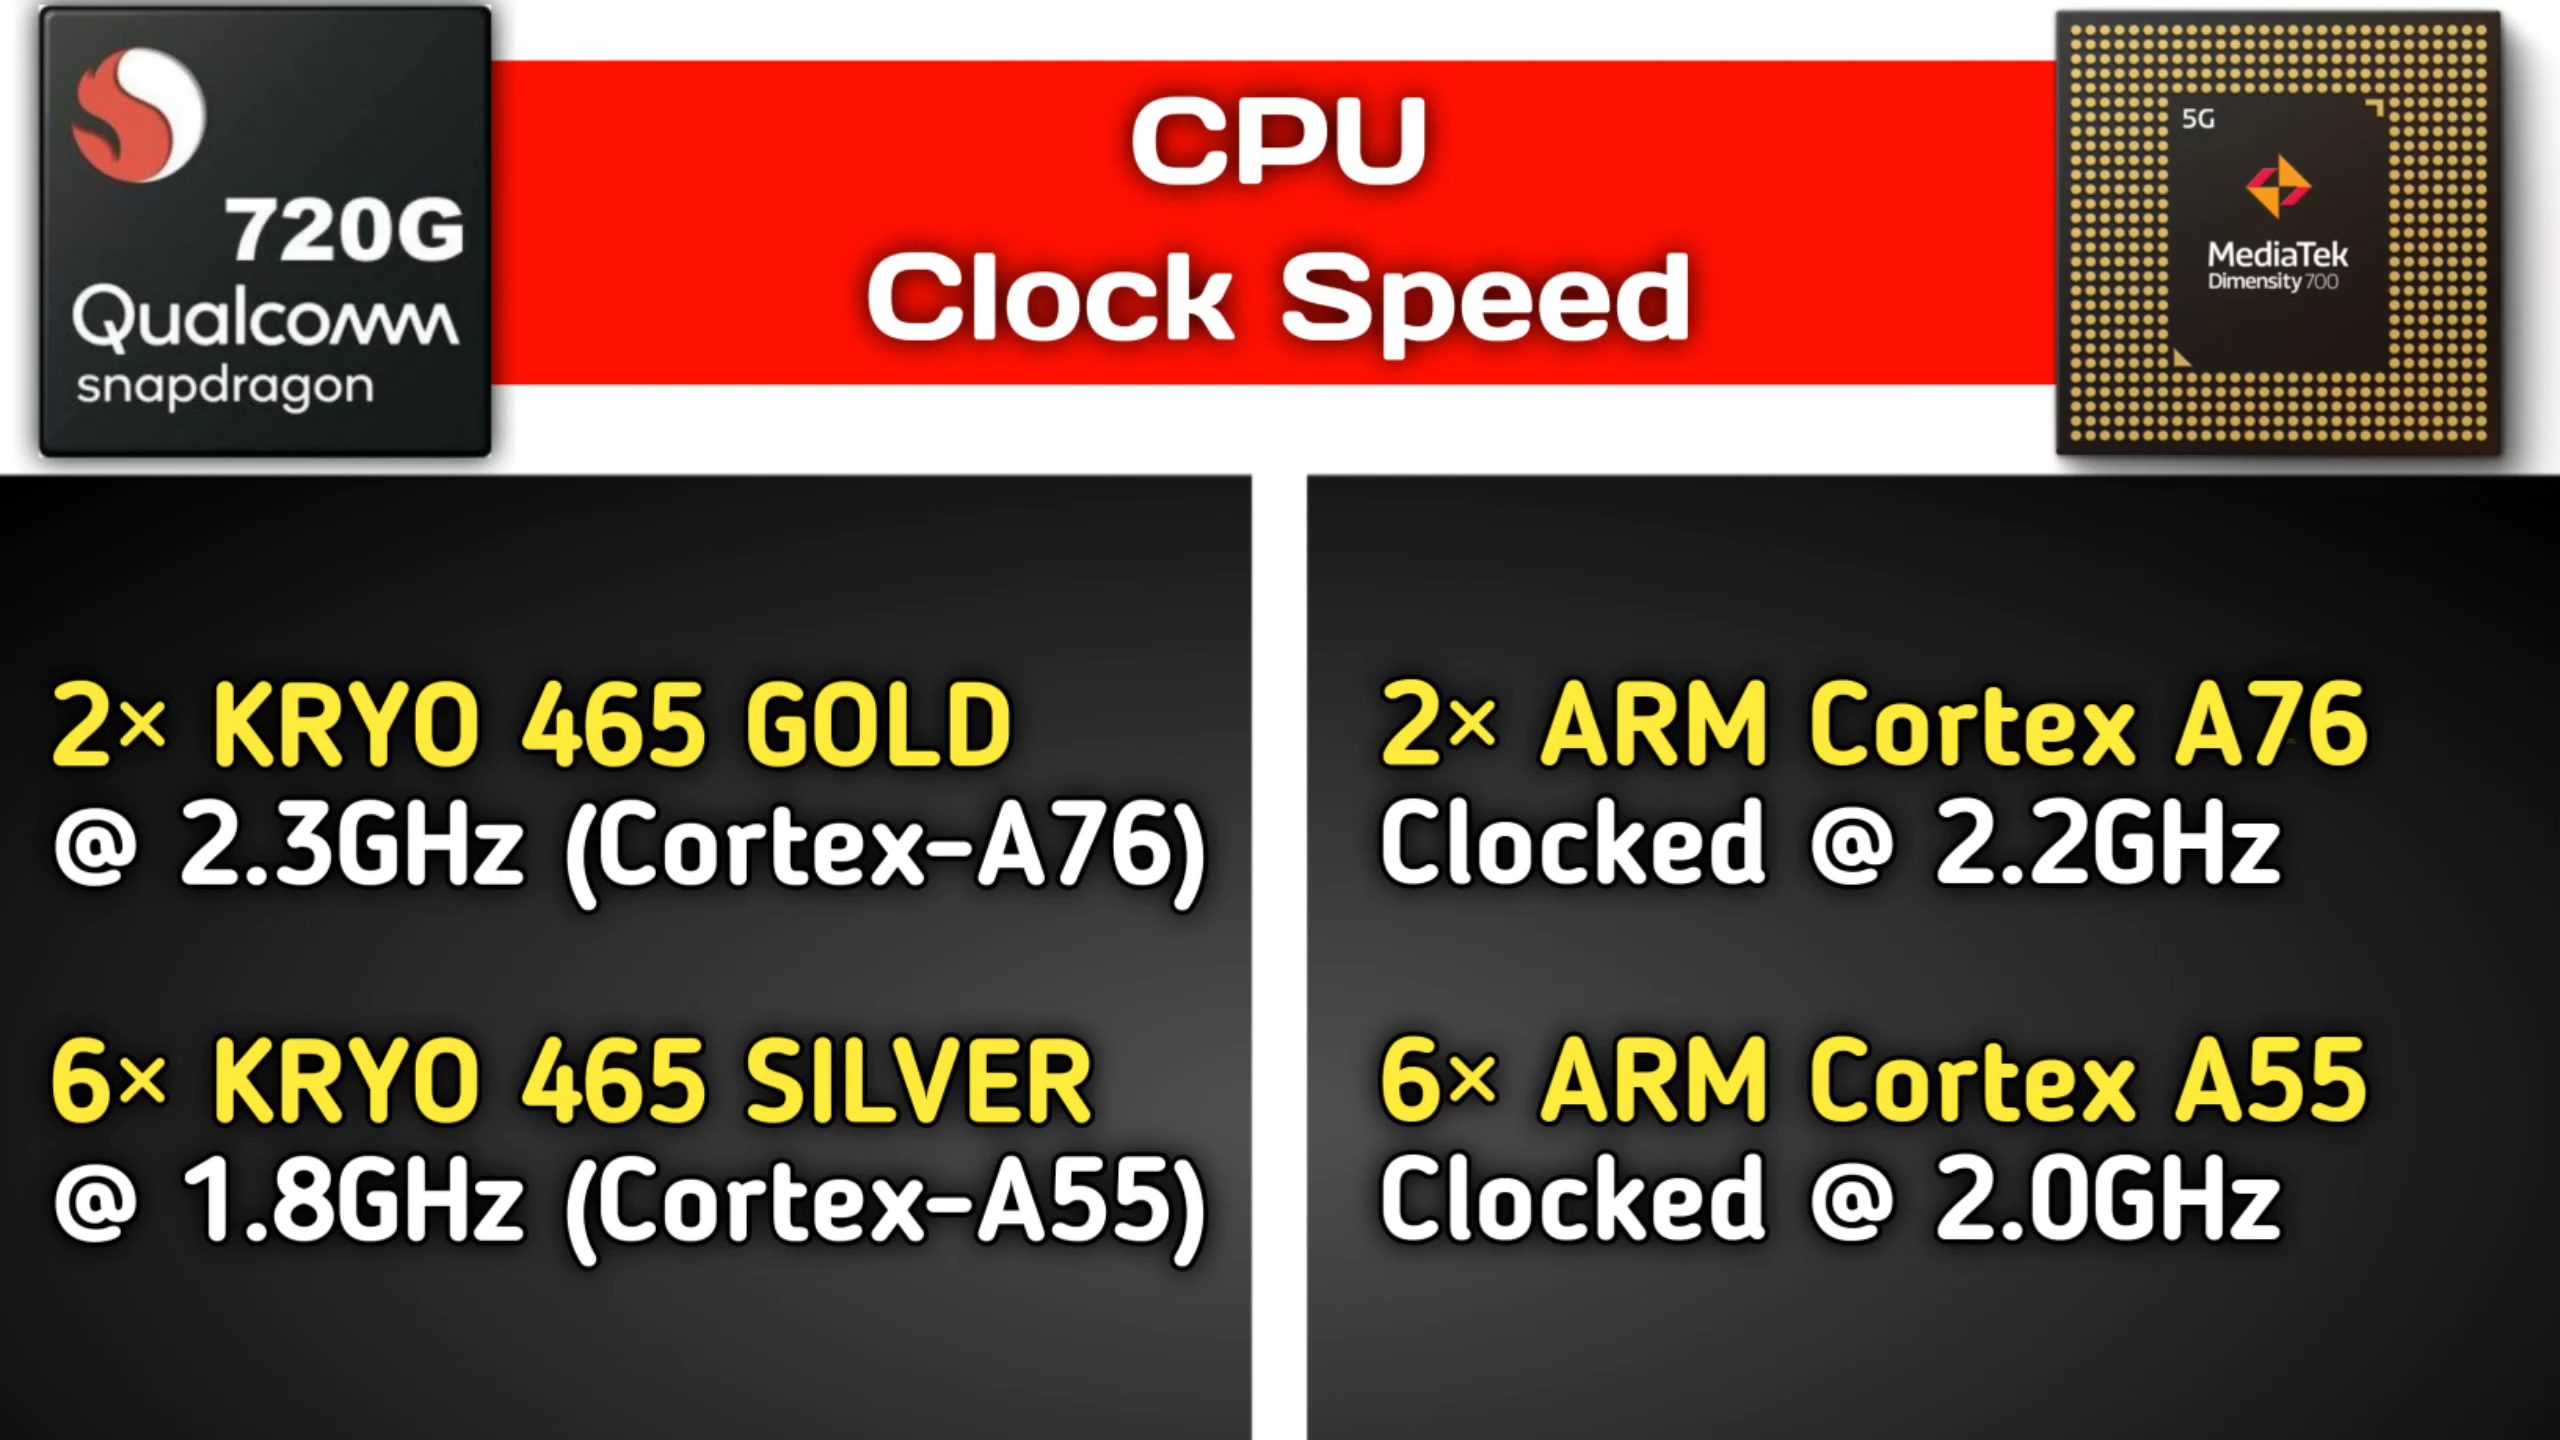 720G
Qualcomm
snapdragon
CPU
Clock Speed
5G
MediaTek
Dimensity 700
2× KRYO 465 GOLD
@ 2.3GHz (Cortex-A76)
6× KRYO 465 SILVER
@ 1.8GHz (Cortex-A55)
2× ARM Cortex A76
Clocked @ 2.2GHz
6× ARM Cortex A55
Clocked @ 2.0GHz